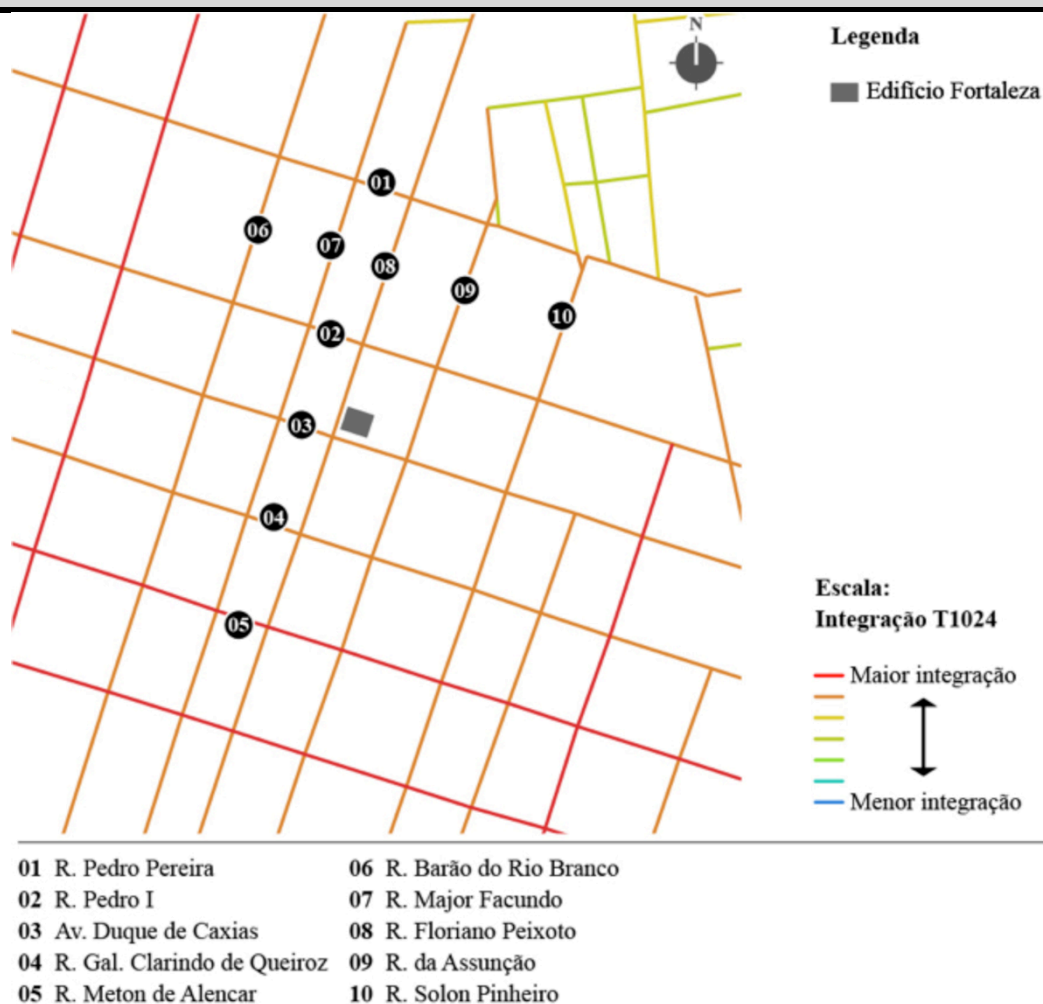 N
Legenda
Edifício Fortaleza
01
06
07
08
09
10
02
03
04
05
Escala:
Integração T1024
Maior integração
Menor integração
01 R. Pedro Pereira
02 R. Pedro I
03 Av. Duque de Caxias
04 R. Gal. Clarindo de Queiroz
05 R. Meton de Alencar
06 R. Barão do Rio Branco
07 R. Major Facundo
08 R. Floriano Peixoto
09 R. da Assunção
10 R. Solon Pinheiro